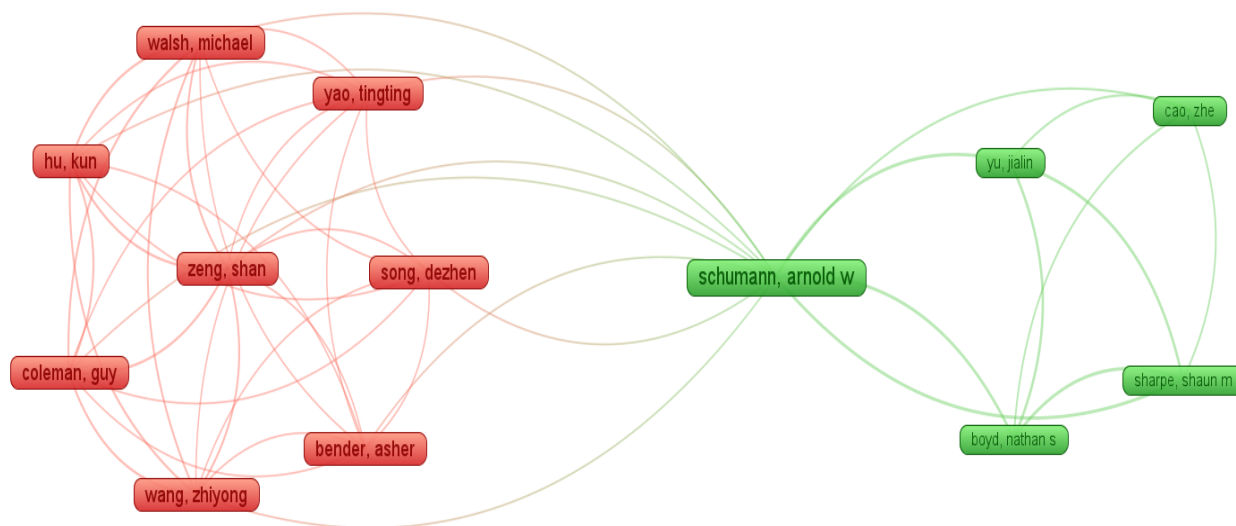 walsh, michael
yao, tingting
cao, zhe
hu, kun
yu, jialin
zeng, shan
song, dezhen
schumann, arnold w
coleman, guy
sharpe, shaun m
bender, asher
boyd, nathan s
wang, zhiyong